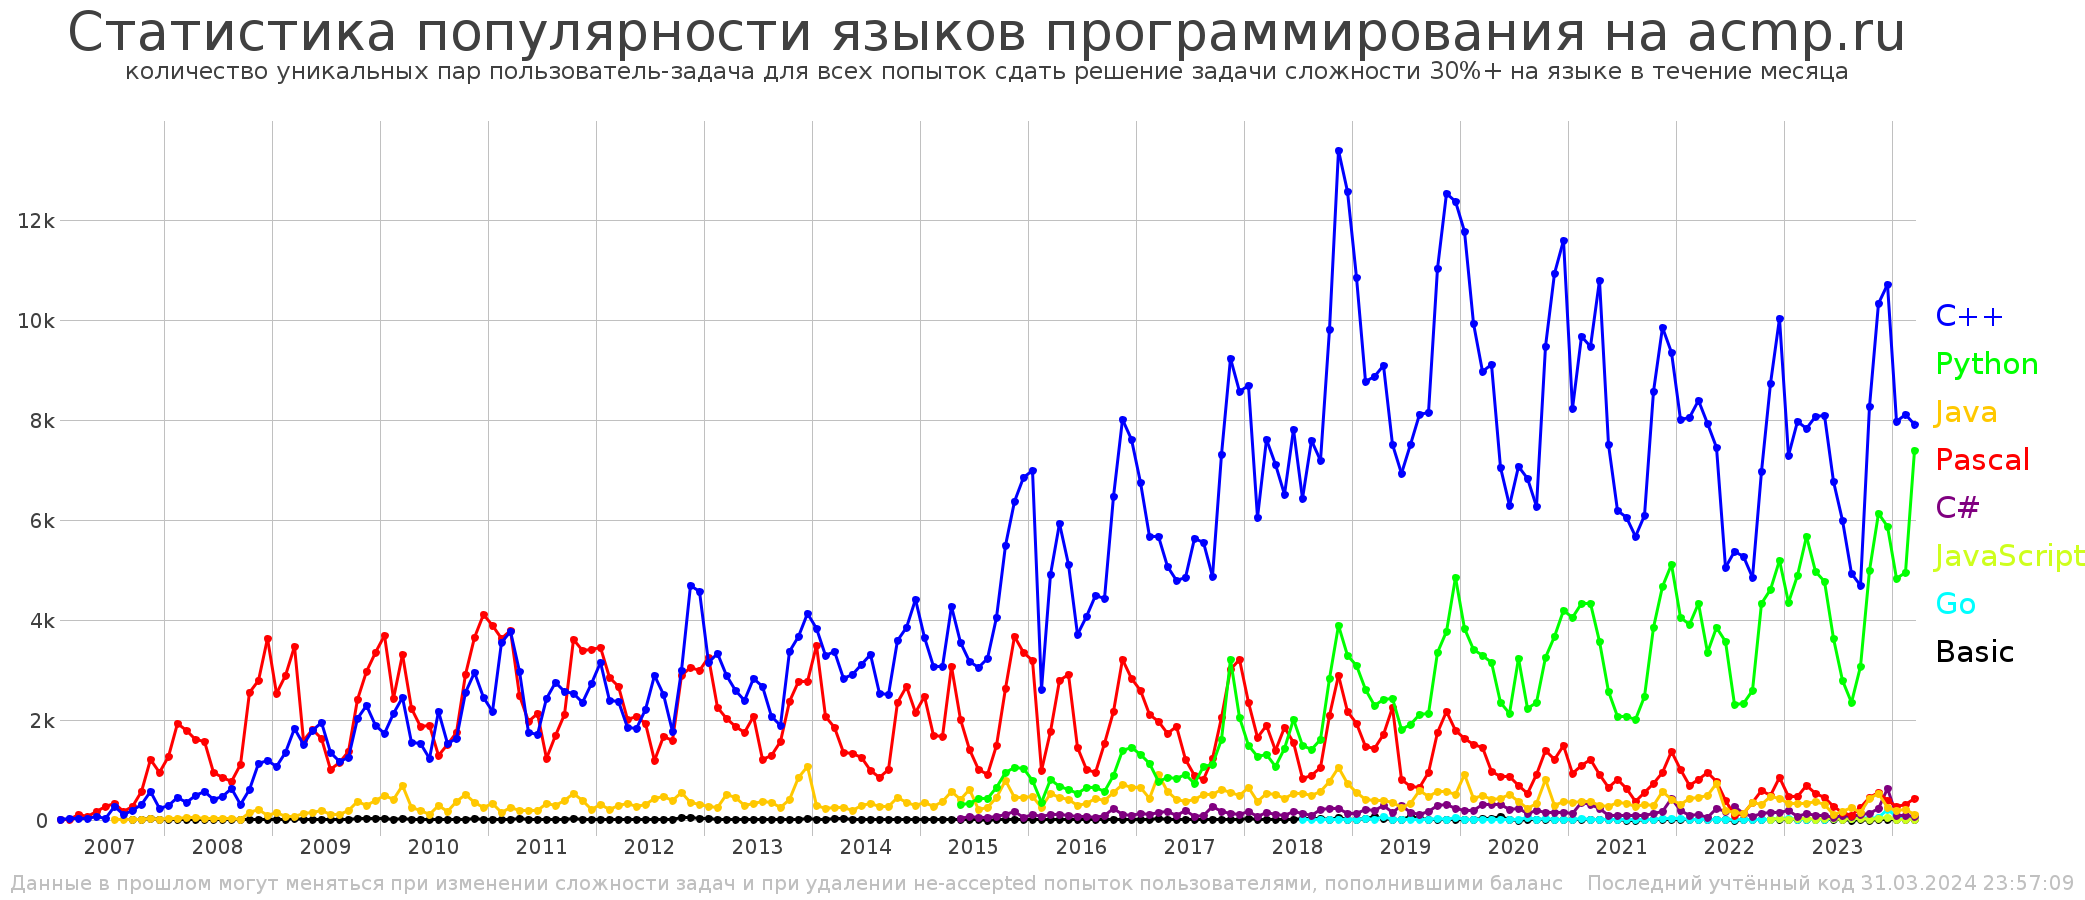 Статистика популярности языков программирования на acmp.ru
количество уникальных пар пользователь-задача для всех попыток сдать решение задачи сложности 30%+ на языке в течение месяца
12k
10k
8k
6k
4k
2k
0
C++
Python
Java
Pascal
C#
JavaScript
Go
Basic
2007 2008 2009 2010 2011 2012 2013 2014 2015 2016 2017 2018 2019 2020 2021 2022 2023
Данные в прошлом могут меняться при изменении сложности задач и при удалении не-accepted попыток пользователями, пополнившими баланс Последний учтённый код 31.03.2024 23:57:09